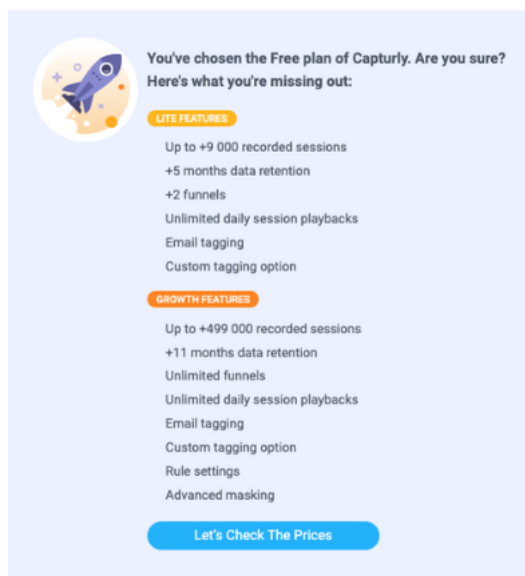 You've chosen the Free plan of Capturly. Are you sure?
Here's what you're missing out:
LITE FEATURES
Up to +9 000 recorded sessions
+5 months data retention
+2 funnels
Unlimited daily session playbacks
Email tagging
Custom tagging option
GROWTH FEATURES
Up to +499 000 recorded sessions
+11 months data retention
Unlimited funnels
Unlimited daily session playbacks
Email tagging
Custom tagging option
Rule settings
Advanced masking
Let's Check The Prices